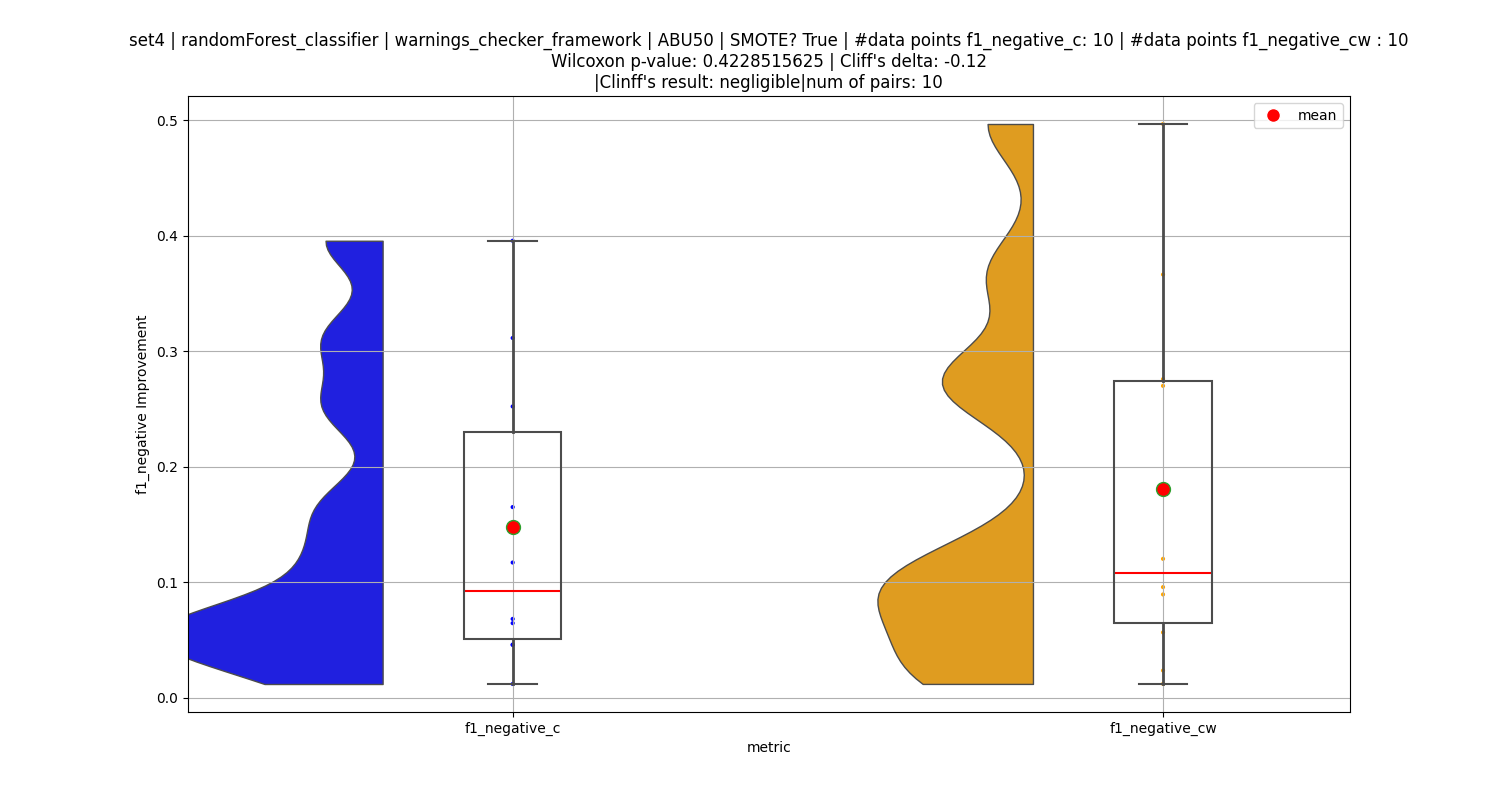 set4 | randomForest_classifier | warnings_checker_framework | ABU50 | SMOTE? True | #data points f1_negative_c: 10 | #data points f1_negative_cw : 10
Wilcoxon p-value: 0.4228515625 | Cliff's delta: -0.12
|Clinff's result: negligible|num of pairs: 10
mean
0.5
0.4
0.3
0.2
0.1
0.0
f1_negative Improvement
f1_negative_c
f1_negative_cw
metric